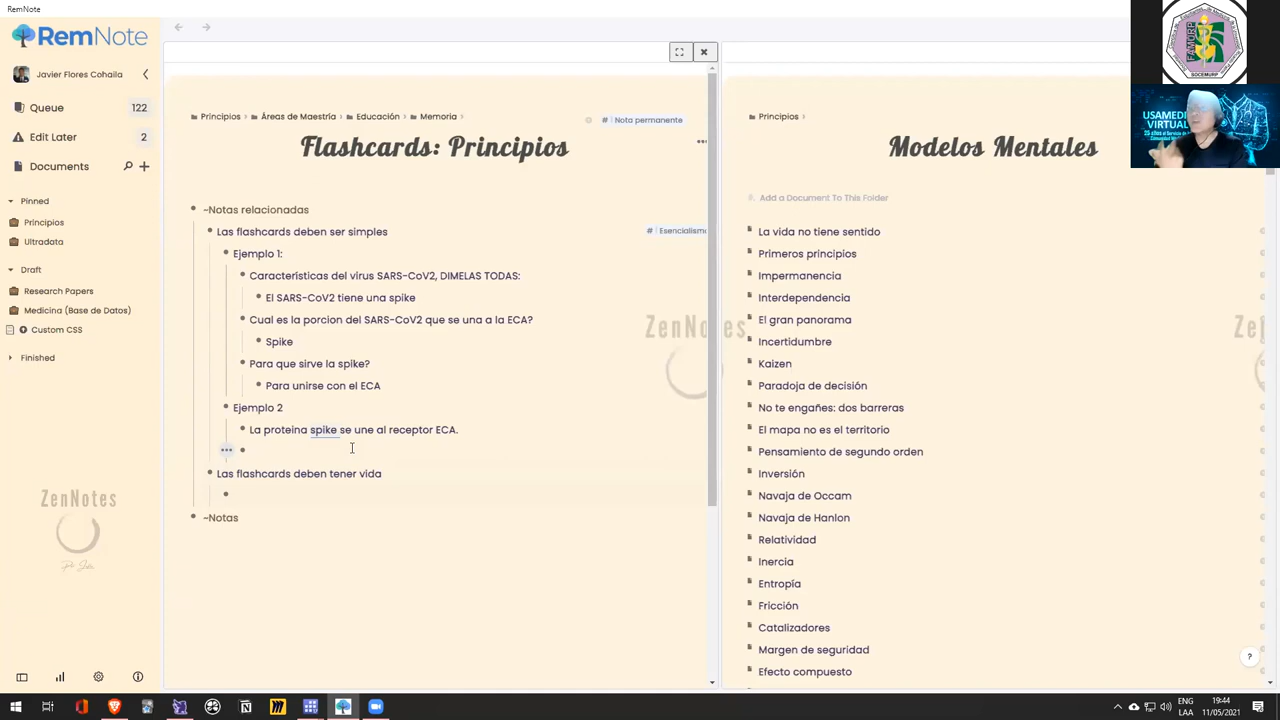 RemNote
RemNote
Javier Flores Cohaila
Queue 122
Edit Later 2
Documents
Pinned
Principios
Ultradata
Draft
Research Papers
Medicina (Base de Datos)
Custom CSS
Finished
ZenNotes
Principios › Áreas de Maestría › Educación › Memoria ›
# Nota permanente
Flashcards: Principios
~Notas relacionadas
Las flashcards deben ser simples
# Esencialismo
Ejemplo 1:
Características del virus SARS-CoV2, DIMELAS TODAS:
El SARS-CoV2 tiene una spike
Cual es la porcion del SARS-CoV2 que se una a la ECA?
Spike
Para que sirve la spike?
Para unirse con el ECA
Ejemplo 2
La proteina spike se une al receptor ECA.
Las flashcards deben tener vida
~Notas
ZenNotes
Principios ›
Modelos Mentales
Add a Document To This Folder
La vida no tiene sentido
Primeros principios
Impermanencia
Interdependencia
El gran panorama
Incertidumbre
Kaizen
Paradoja de decisión
No te engañes: dos barreras
El mapa no es el territorio
Pensamiento de segundo orden
Inversión
Navaja de Occam
Navaja de Hanlon
Relatividad
Inercia
Entropía
Fricción
Catalizadores
Margen de seguridad
Efecto compuesto
FAMURP
SOCEMURP
USAMEDIC
VIRTUAL
?
ENG
LAA
19:44
11/05/2021